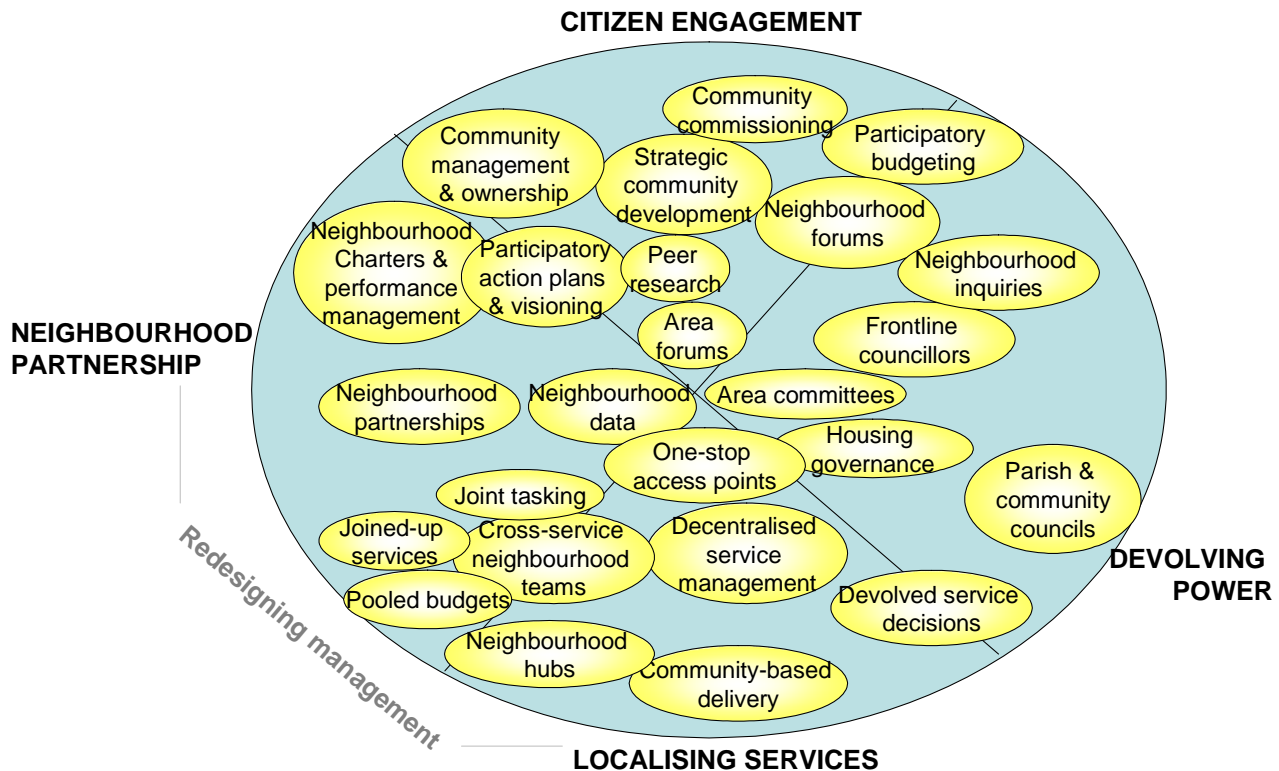 CITIZEN ENGAGEMENT
Community
commissioning
Participatory
budgeting
Community
management
& ownership
Strategic
community
development
Neighbourhood
forums
Neighbourhood
Charters &
performance
management
Participatory
action plans
& visioning
Peer
research
Neighbourhood
inquiries
Area
forums
Frontline
councillors
NEIGHBOURHOOD
PARTNERSHIP
Neighbourhood
partnerships
Neighbourhood
data
Area committees
One-stop
access points
Housing
governance
Parish &
community
councils
Joint tasking
Joined-up
services
Cross-service
neighbourhood
teams
Decentralised
service
management
DEVOLVING
POWER
Pooled budgets
Devolved service
decisions
Redesigning management
Neighbourhood
hubs
Community-based
delivery
LOCALISING SERVICES